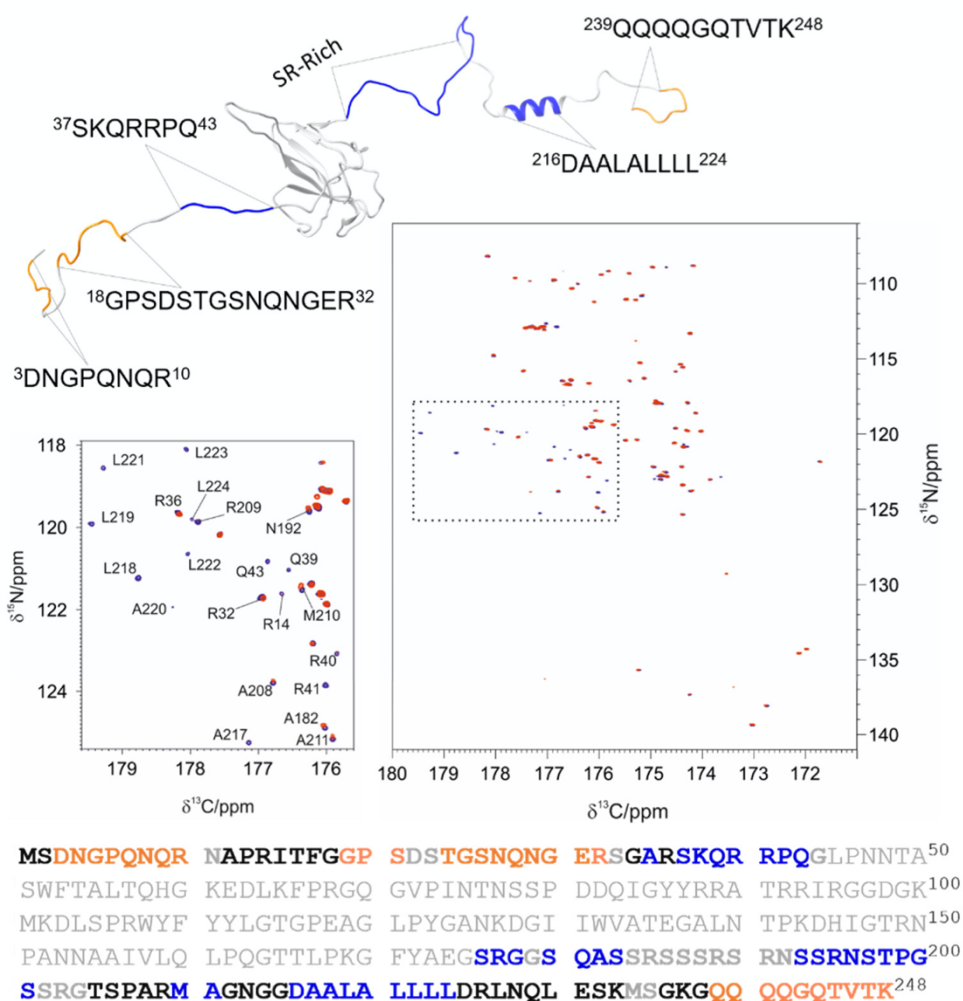 SR-Rich
²³⁹QQQQGQTVTK²⁴⁸
³⁷SKQRRPQ⁴³
²¹⁶DAALALLLL²²⁴
¹⁸GPSDSTGSNQNGER³²
³DNGPQNQR¹⁰
110
115
120
125
130
135
140
δ¹⁵N/ppm
180 179 178 177 176 175 174 173 172
δ¹³C/ppm
118
120
122
124
δ¹⁵N/ppm
L221
L223
L224
R36
R209
L219
N192
L222
Q43
Q39
L218
A220
R32
R14
M210
R40
A208
R41
A182
A217
A211
179 178 177 176
δ¹³C/ppm
MSDNGPQNQR NAPRITFGGP SDSTGSNQNG ERSGARSKQR RPQGLPNNTA⁵⁰
SWFTALTQHG KEDLKFPRGQ GVPINTNSSP DDQIGYYRRA TRRIRGGDGK¹⁰⁰
MKDLSPRWYF YYLGTGPEAG LPYGANKDGI IWVATEGALN TPKDHIGTRN¹⁵⁰
PANNAAIVLQ LPQGTTLPKG FYAEGSRGGS QASSRSSSRS RNSSRNSTPG²⁰⁰
SSRGTSPARM AGNGGDAALA LLLLDRLNQL ESKMSGKGQQ QQGQTVTK²⁴⁸